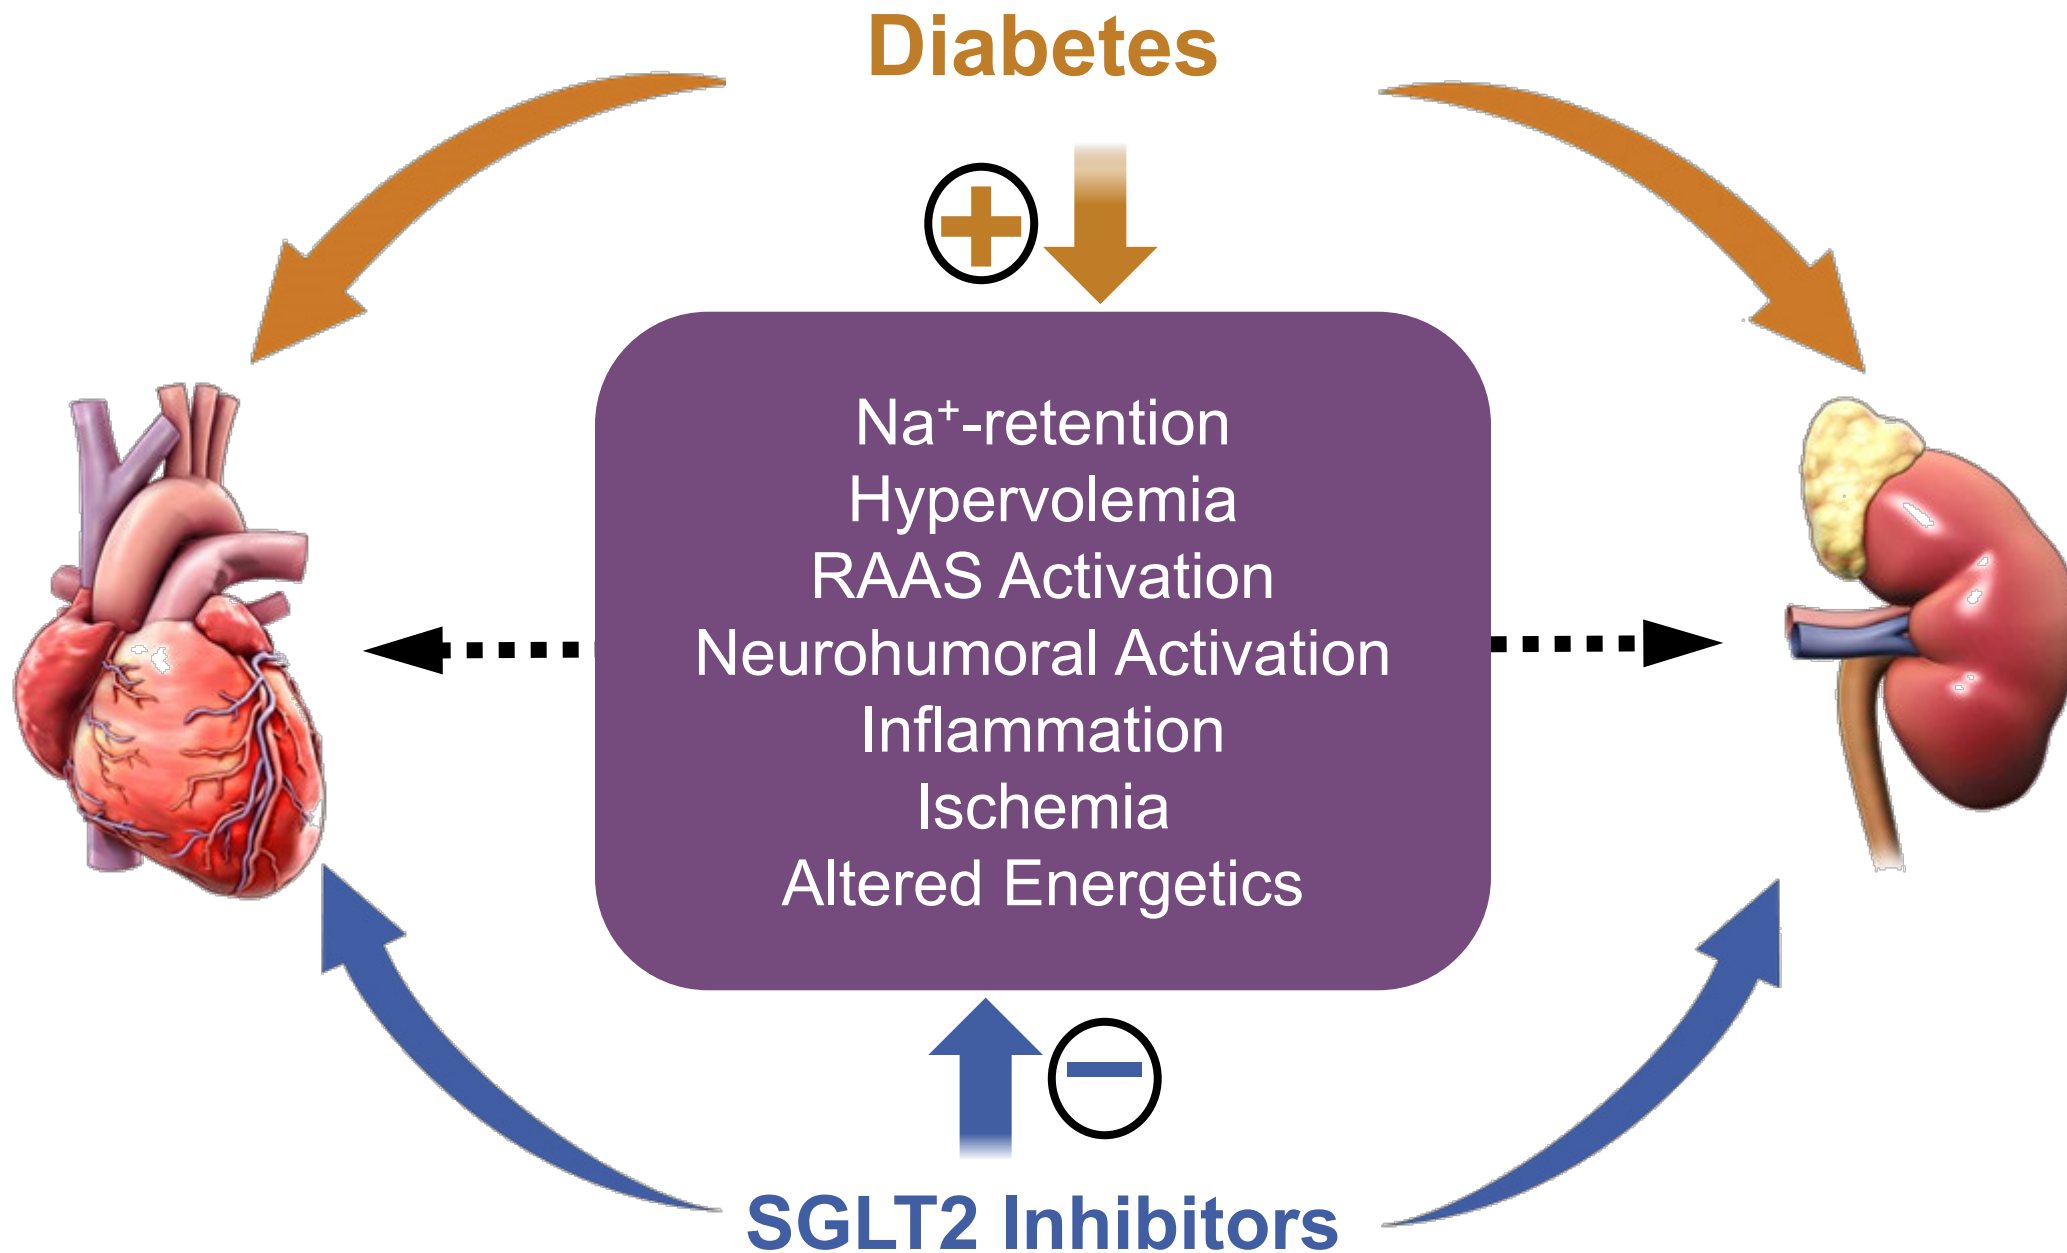 Diabetes
+
Na⁺-retention
Hypervolemia
RAAS Activation
Neurohumoral Activation
Inflammation
Ischemia
Altered Energetics
−
SGLT2 Inhibitors